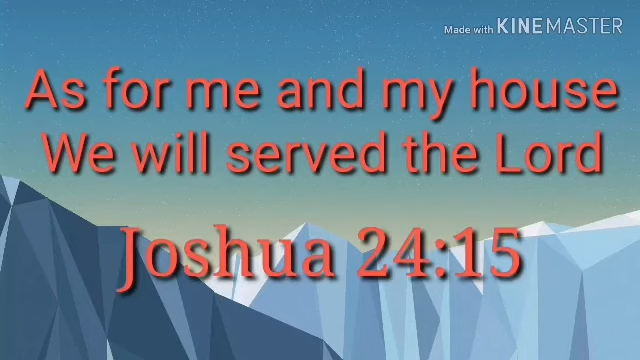 Made with KINEMASTER
As for me and my house
We will served the Lord
Joshua 24:15